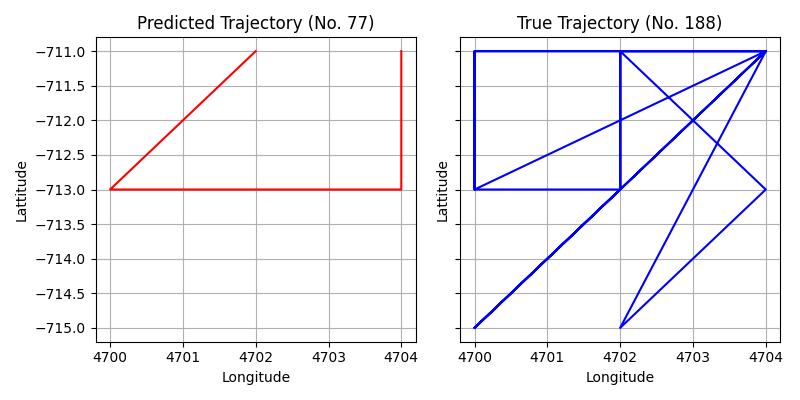 Predicted Trajectory (No. 77)
True Trajectory (No. 188)
−711.0
−711.5
−712.0
−712.5
−713.0
−713.5
−714.0
−714.5
−715.0
Lattitude
Lattitude
4700 4701 4702 4703 4704
4700 4701 4702 4703 4704
Longitude
Longitude